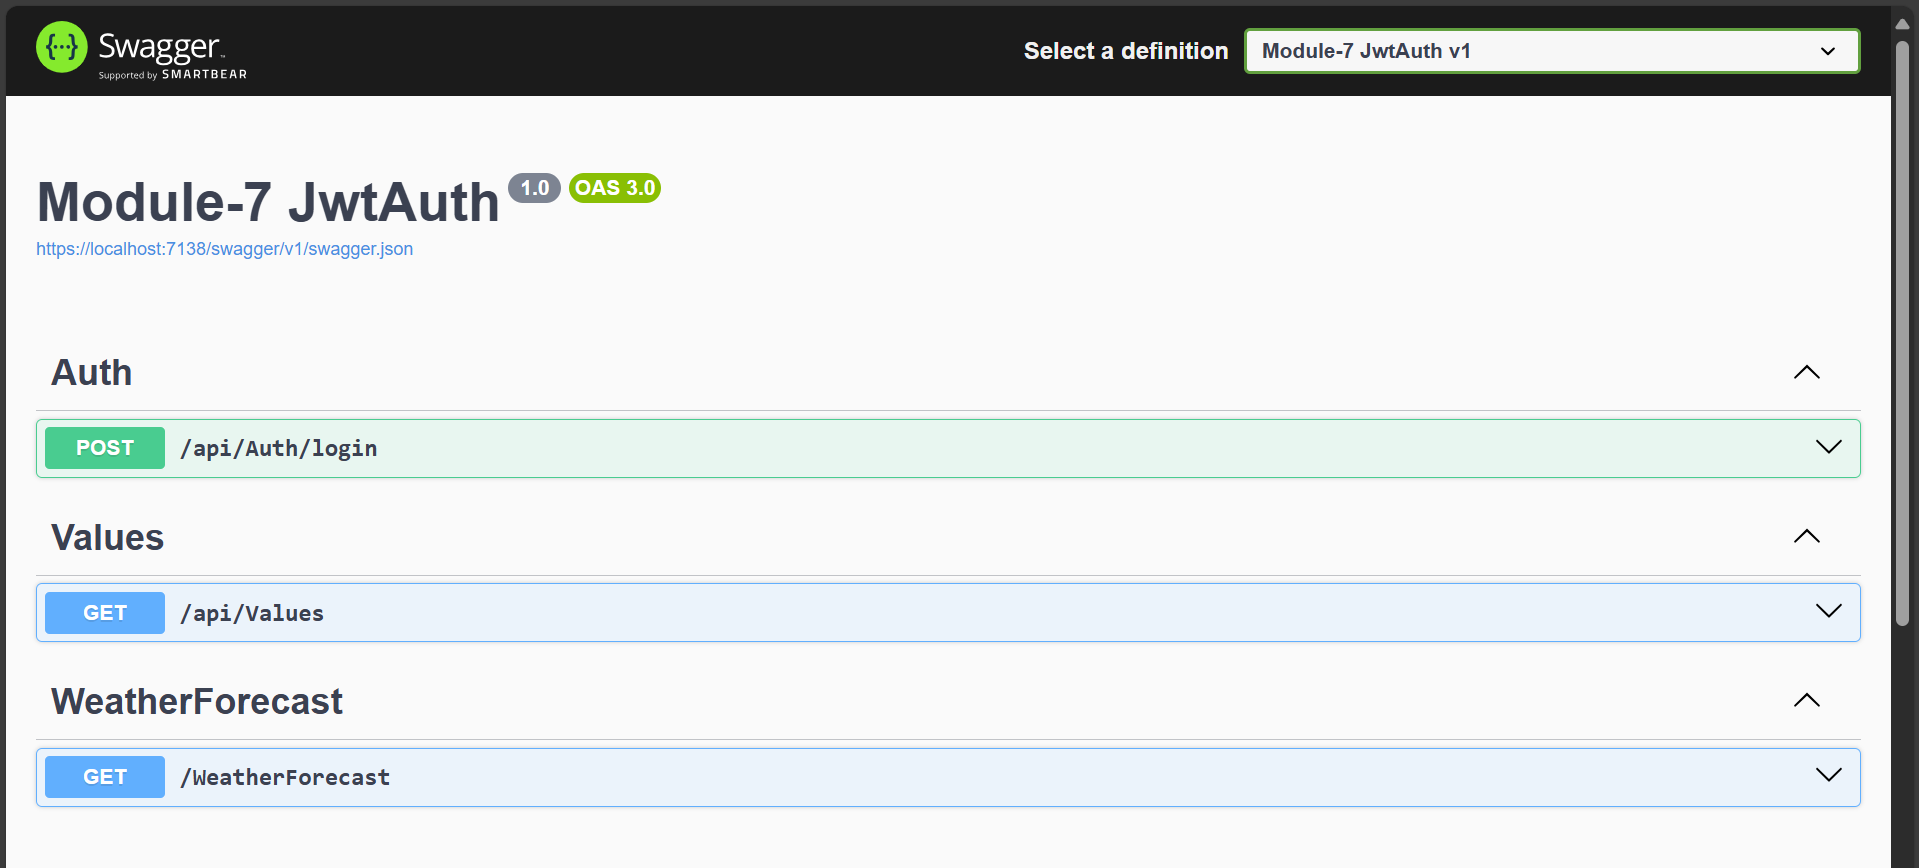 Swagger™
Supported by SMARTBEAR
Select a definition
Module-7 JwtAuth v1
Module-7 JwtAuth 1.0 OAS 3.0
https://localhost:7138/swagger/v1/swagger.json
Auth
POST /api/Auth/login
Values
GET /api/Values
WeatherForecast
GET /WeatherForecast